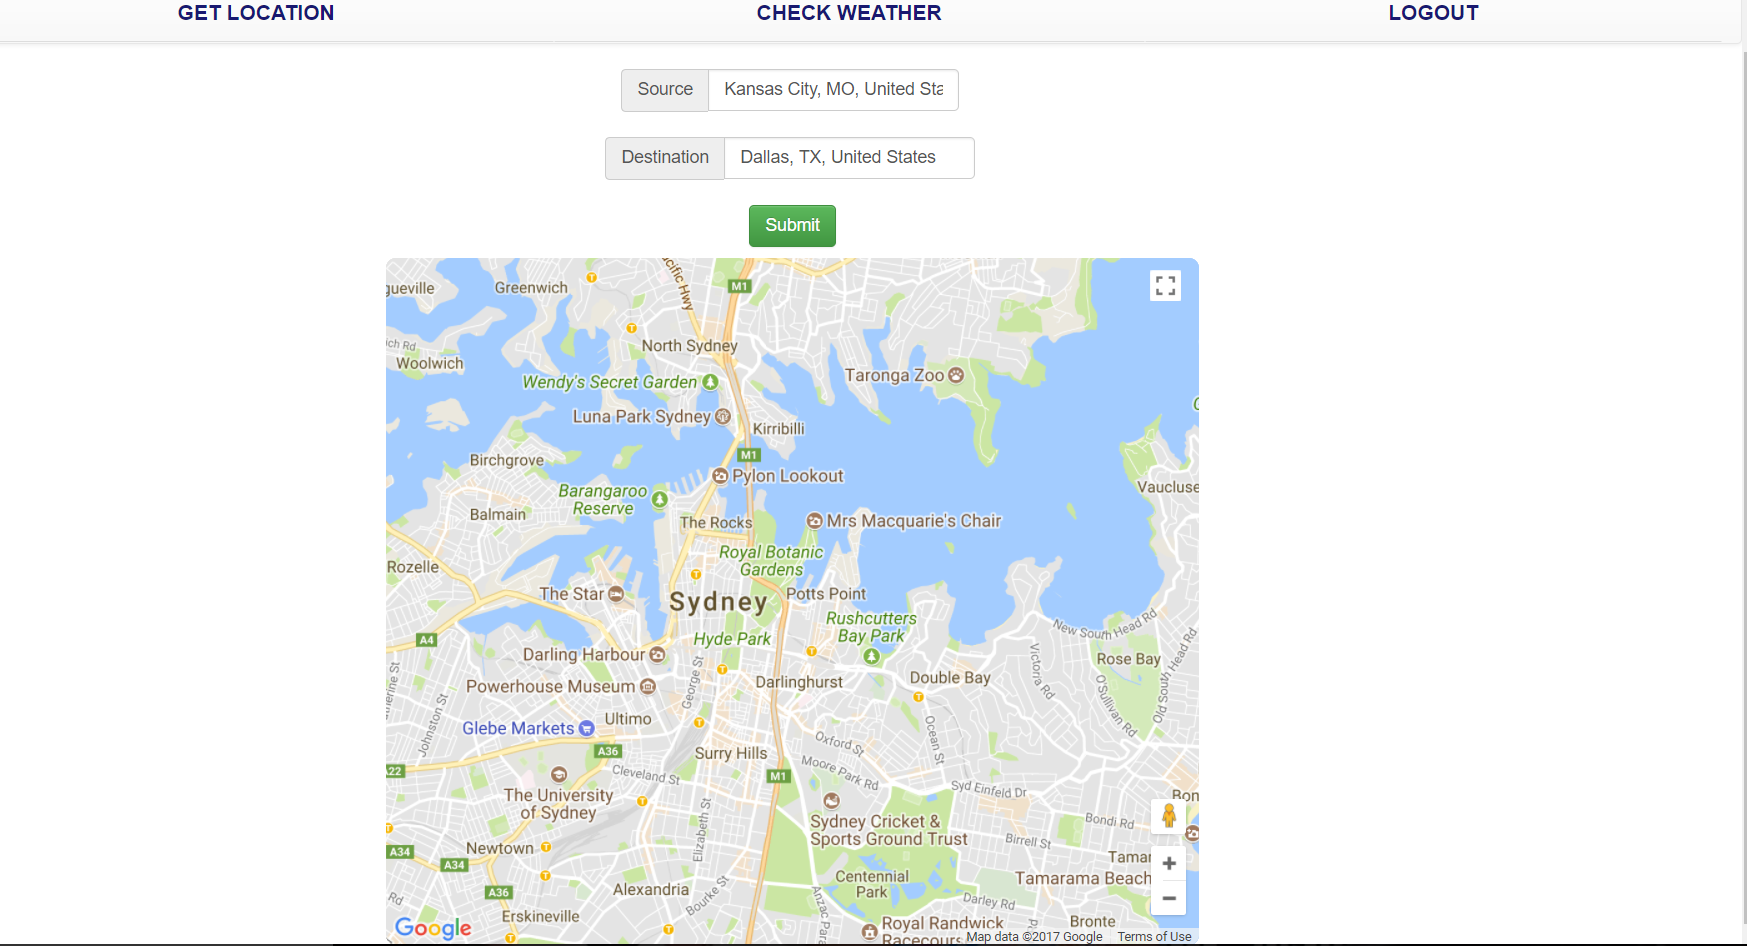 GET LOCATION
CHECK WEATHER
LOGOUT
Source
Kansas City, MO, United Sta
Destination
Dallas, TX, United States
Submit
cific Hwy
gueville
Greenwich
M1
North Sydney
ich Rd
Woolwich
Wendy's Secret Garden
Taronga Zoo
Luna Park Sydney
Kirribilli
M1
Birchgrove
Pylon Lookout
Vaucluse
Barangaroo
Reserve
Balmain
The Rocks
Mrs Macquarie's Chair
Royal Botanic
Gardens
Rozelle
The Star
Sydney
Potts Point
Rushcutters
Bay Park
New South Head Rd
A4
Hyde Park
Darling Harbour
Rose Bay
Victoria Rd
Old South Head Rd
O'Sullivan Rd
therine St
George St
Powerhouse Museum
Darlinghurst
Double Bay
Johnston St
Glebe Markets
Ultimo
Ocean St
A36
Surry Hills
Oxford St
Moore Park Rd
A22
Cleveland St
M1
Syd Einfeld Dr
The University
of Sydney
Bon
Elizabeth St
Sydney Cricket &
Sports Ground Trust
Bondi Rd
Birrell St
A34
A34
Newtown
Tamar
Tamarama Beach
Centennial
Park
A36
Alexandria
Bourke St
Anzac Para
Darley Rd
Rd
Erskineville
Royal Randwick
Racecours
Rd
Bronte
Google
Map data ©2017 Google
Terms of Use